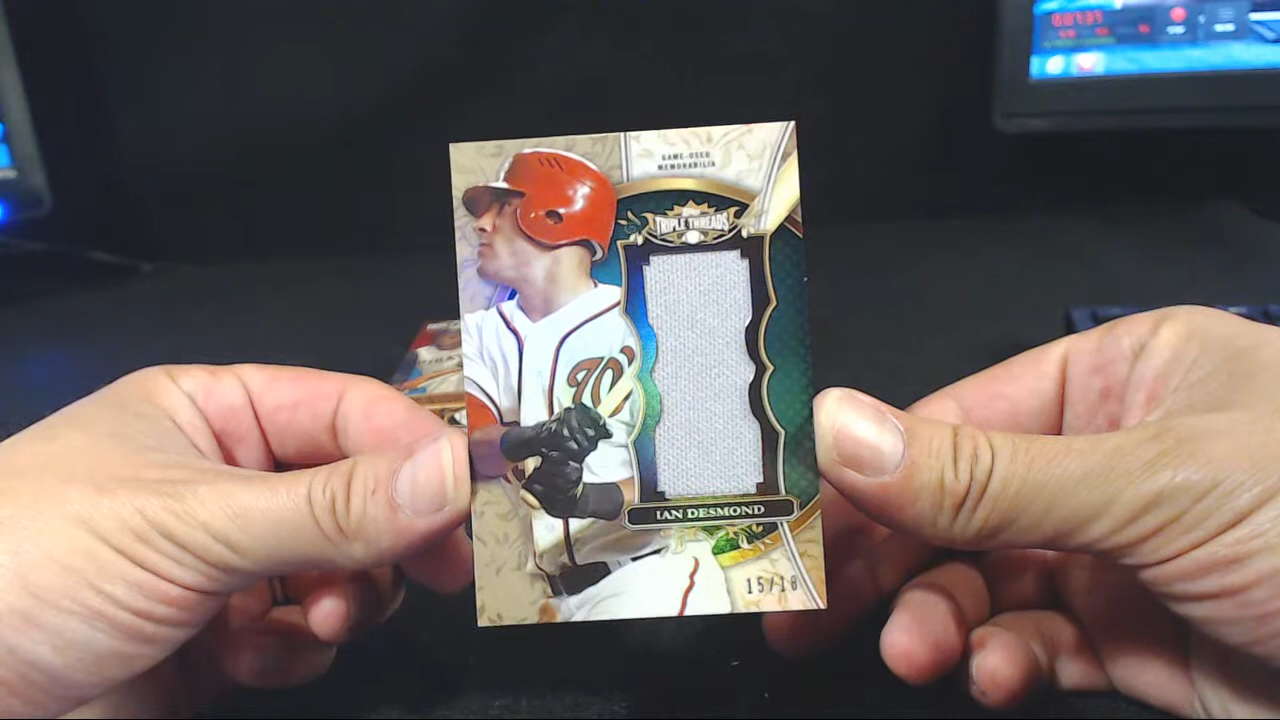 GAME-USED
MEMORABILIA
TRIPLE THREADS
W
IAN DESMOND
15/18